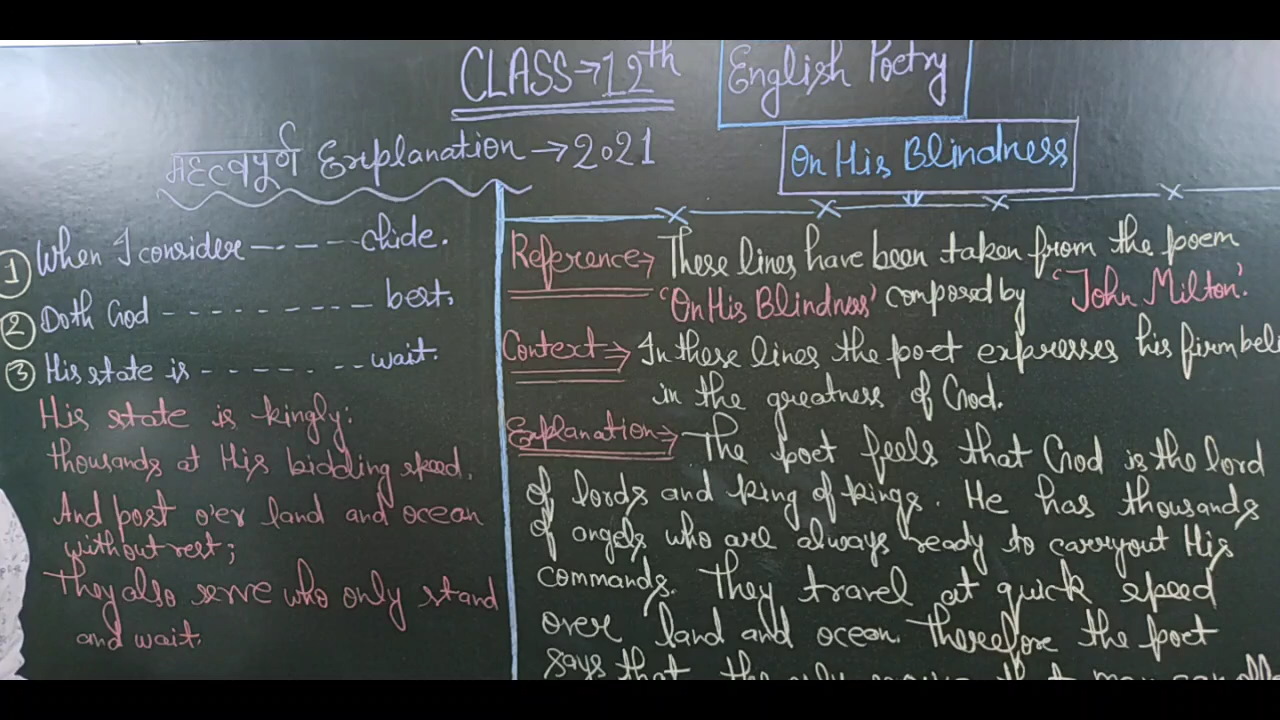 CLASS→12th
English Poetry
महत्वपूर्ण Explanation → 2021
On His Blindness
1 When I consider ---- chide.
2 Doth God --------- best.
3 His state is ------- wait.
His state is kingly:
thousands at His bidding speed,
And post o'er land and ocean
without rest;
They also serve who only stand
and wait.
Reference→ These lines have been taken from the poem
'On His Blindness' composed by 'John Milton'.
Context⇒ In these lines the poet expresses his firm beli
in the greatness of God.
Explanation⇒ The poet feels that God is the lord
of lords and king of kings. He has thousands
of angels who are always ready to carryout His
commands. They travel at quick speed
over land and ocean. Therefore the poet
says that the only